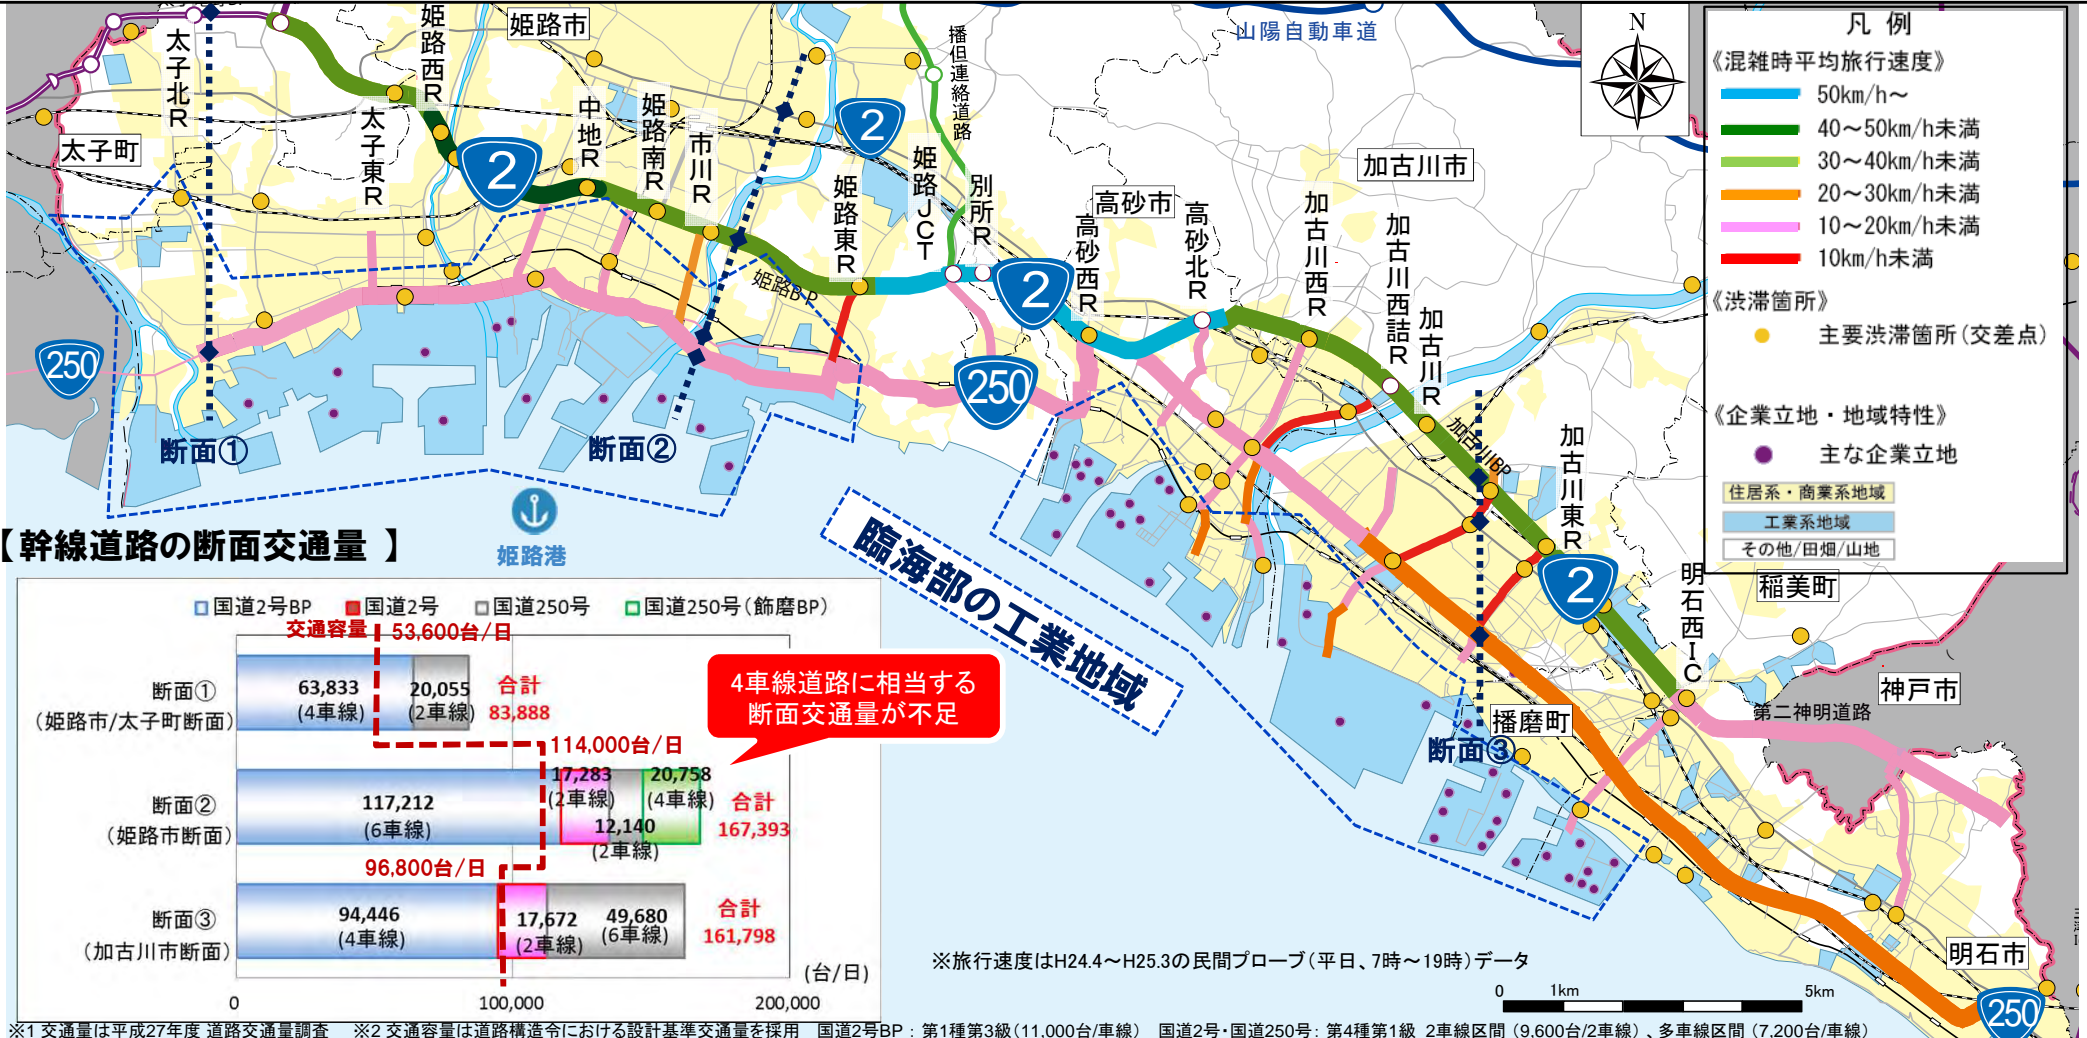 姫路市
山陽自動車道
播但連絡道路
太子北R
姫路西R
太子町
太子東R
中地R
姫路南R
市川R
姫路東R
姫路JCT
別所R
2
2
2
2
高砂市
高砂西R
高砂北R
加古川市
加古川西R
加古川西詰R
加古川R
加古川BP
加古川東R
姫路BP
250
250
250
断面①
断面②
断面③
姫路港
臨海部の工業地域
明石西IC
稲美町
神戸市
第二神明道路
播磨町
明石市
N
凡 例
《混雑時平均旅行速度》
50km/h～
40～50km/h未満
30～40km/h未満
20～30km/h未満
10～20km/h未満
10km/h未満
《渋滞箇所》
主要渋滞箇所(交差点)
《企業立地・地域特性》
主な企業立地
住居系・商業系地域
工業系地域
その他/田畑/山地
【幹線道路の断面交通量 】
国道2号BP 国道2号 国道250号 国道250号(飾磨BP)
交通容量 53,600台/日
断面①
(姫路市/太子町断面)
63,833
(4車線)
20,055
(2車線)
合計
83,888
114,000台/日
断面②
(姫路市断面)
117,212
(6車線)
17,283
(2車線)
12,140
(2車線)
20,758
(4車線)
合計
167,393
96,800台/日
断面③
(加古川市断面)
94,446
(4車線)
17,672
(2車線)
49,680
(6車線)
合計
161,798
(台/日)
0 100,000 200,000
4車線道路に相当する
断面交通量が不足
※旅行速度はH24.4～H25.3の民間プローブ(平日、7時～19時)データ
0 1km 5km
※1 交通量は平成27年度 道路交通量調査 ※2 交通容量は道路構造令における設計基準交通量を採用 国道2号BP : 第1種第3級(11,000台/車線) 国道2号・国道250号: 第4種第1級 2車線区間 (9,600台/2車線) 、多車線区間 (7,200台/車線)